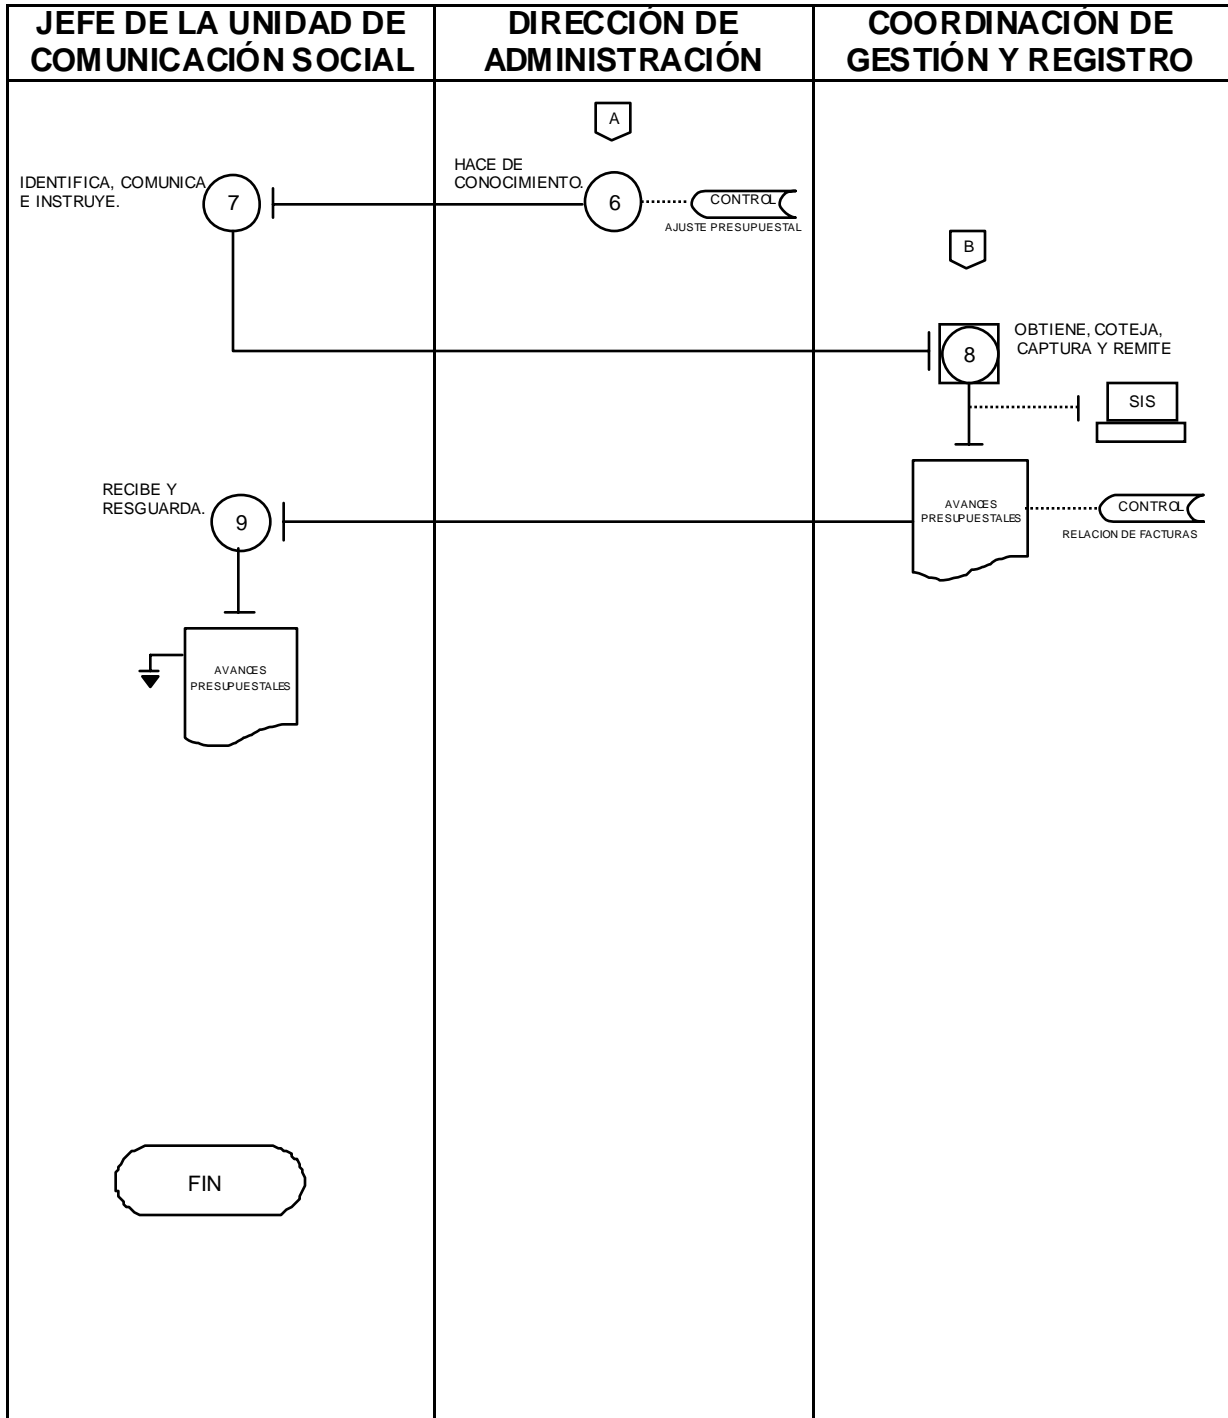 JEFE DE LA UNIDAD DE
COMUNICACIÓN SOCIAL
DIRECCIÓN DE
ADMINISTRACIÓN
COORDINACIÓN DE
GESTIÓN Y REGISTRO
A
HACE DE
CONOCIMIENTO.
6
CONTROL
AJUSTE PRESUPUESTAL
IDENTIFICA, COMUNICA
E INSTRUYE.
7
B
8
OBTIENE, COTEJA,
CAPTURA Y REMITE
SIS
AVANCES
PRESUPUESTALES
CONTROL
RELACION DE FACTURAS
RECIBE Y
RESGUARDA.
9
AVANCES
PRESUPUESTALES
FIN